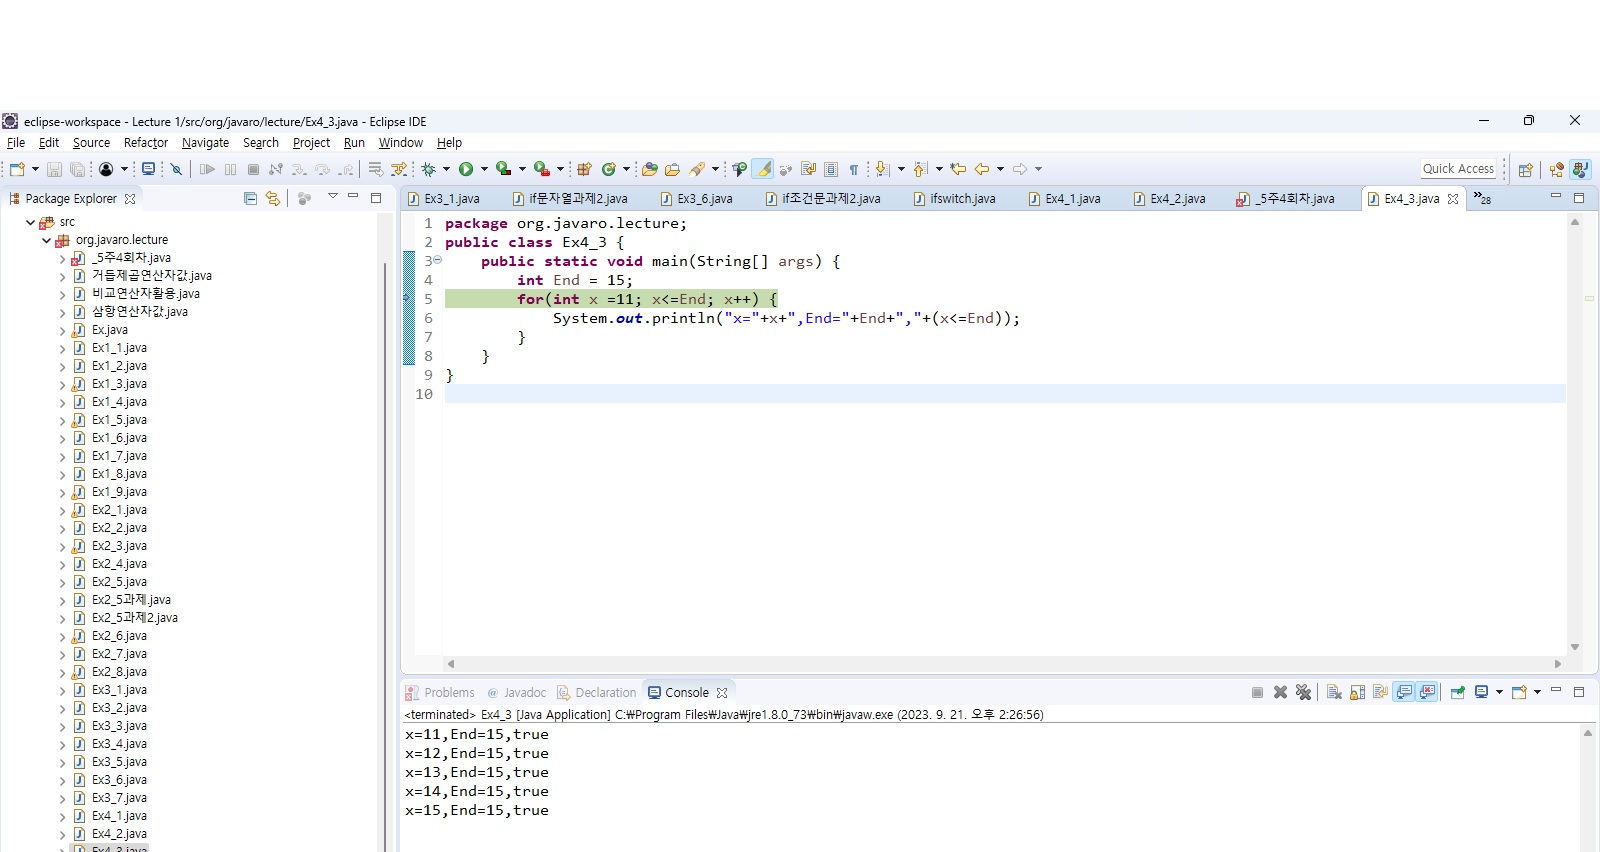 eclipse-workspace - Lecture 1/src/org/javaro/lecture/Ex4_3.java - Eclipse IDE
File Edit Source Refactor Navigate Search Project Run Window Help
Quick Access
Package Explorer
src
org.javaro.lecture
_5주4회차.java
거듭제곱연산자값.java
비교연산자활용.java
삼항연산자값.java
Ex.java
Ex1_1.java
Ex1_2.java
Ex1_3.java
Ex1_4.java
Ex1_5.java
Ex1_6.java
Ex1_7.java
Ex1_8.java
Ex1_9.java
Ex2_1.java
Ex2_2.java
Ex2_3.java
Ex2_4.java
Ex2_5.java
Ex2_5과제.java
Ex2_5과제2.java
Ex2_6.java
Ex2_7.java
Ex2_8.java
Ex3_1.java
Ex3_2.java
Ex3_3.java
Ex3_4.java
Ex3_5.java
Ex3_6.java
Ex3_7.java
Ex4_1.java
Ex4_2.java
Ex4_3.java
Ex3_1.java if문자열과제2.java Ex3_6.java if조건문과제2.java ifswitch.java Ex4_1.java Ex4_2.java _5주4회차.java Ex4_3.java »28
1 package org.javaro.lecture;
2 public class Ex4_3 {
3 public static void main(String[] args) {
4 int End = 15;
5 for(int x =11; x<=End; x++) {
6 System.out.println("x="+x+",End="+End+","+(x<=End));
7 }
8 }
9 }
10
Problems Javadoc Declaration Console
<terminated> Ex4_3 [Java Application] C:₩Program Files₩Java₩jre1.8.0_73₩bin₩javaw.exe (2023. 9. 21. 오후 2:26:56)
x=11,End=15,true
x=12,End=15,true
x=13,End=15,true
x=14,End=15,true
x=15,End=15,true